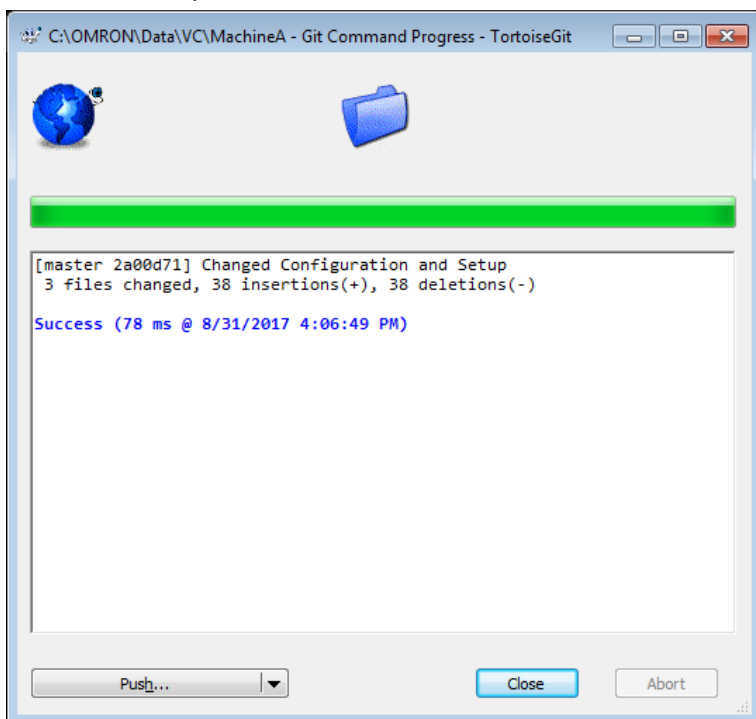 C:\OMRON\Data\VC\MachineA - Git Command Progress - TortoiseGit
[master 2a00d71] Changed Configuration and Setup
3 files changed, 38 insertions(+), 38 deletions(-)
Success (78 ms @ 8/31/2017 4:06:49 PM)
Push... Close Abort